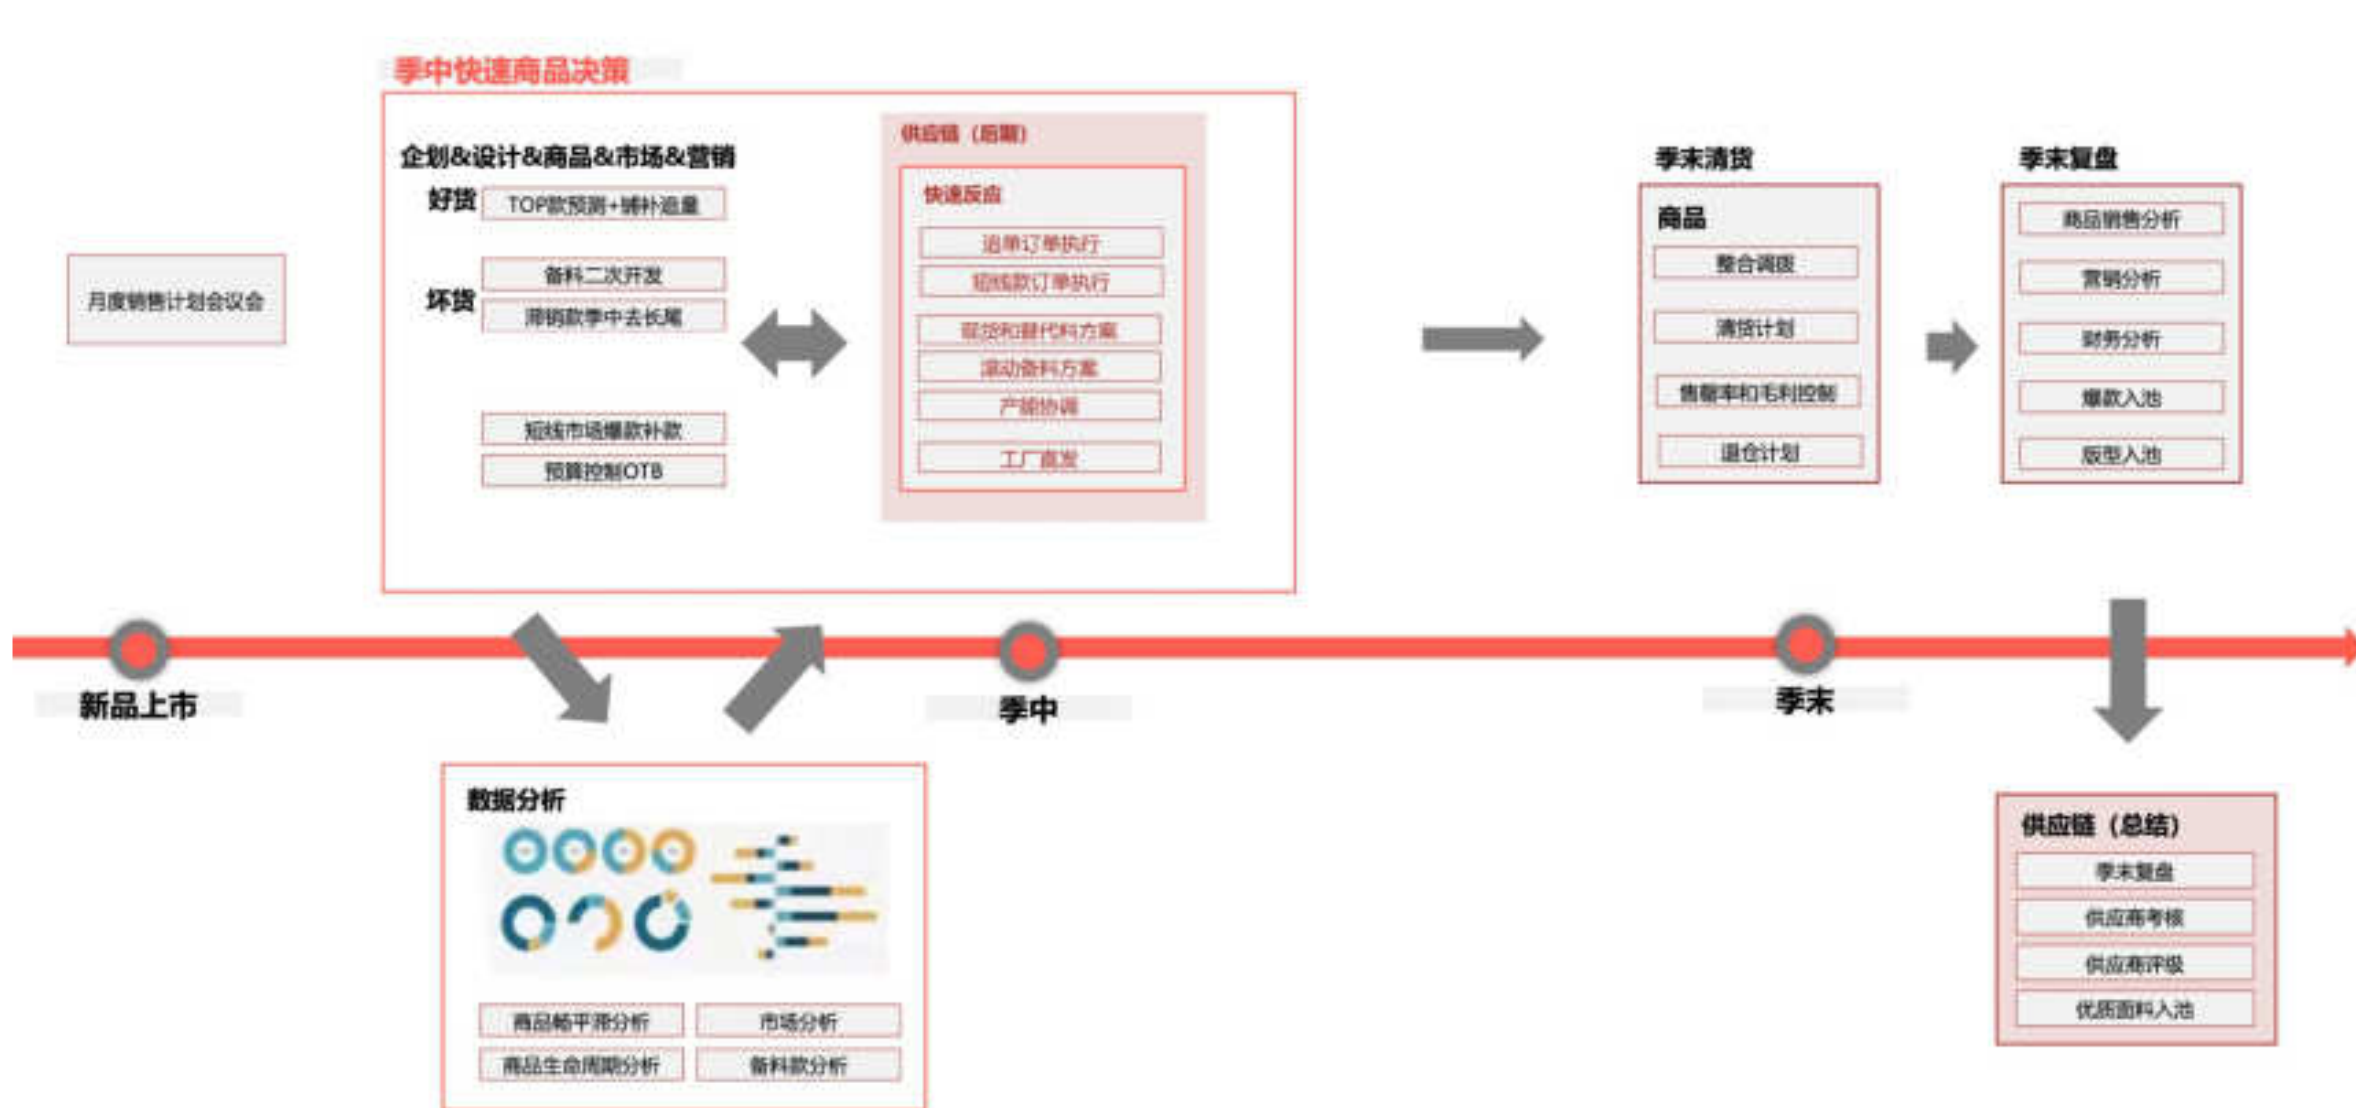 季中快速商品决策
月度销售计划会议会
企划&设计&商品&市场&营销
好货
TOP款预测+铺补追量
坏货
备料二次开发
滞销款季中去长尾
短线市场爆款补款
预算控制OTB
供应链（后期）
快速反应
追单订单执行
短线款订单执行
现货和替代料方案
滚动备料方案
产能协调
工厂直发
季末清货
商品
整合调拨
清货计划
售罄率和毛利控制
退仓计划
季末复盘
商品销售分析
营销分析
财务分析
爆款入池
版型入池
新品上市
季中
季末
数据分析
商品畅平滞分析
市场分析
商品生命周期分析
备料款分析
供应链（总结）
季末复盘
供应商考核
供应商评级
优质面料入池